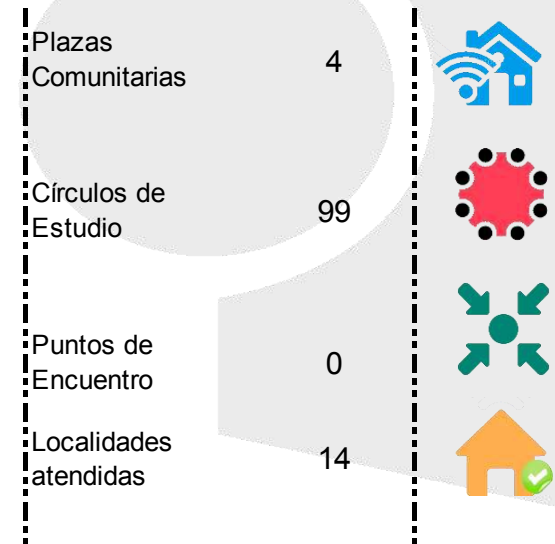 Plazas
Comunitarias
4
Círculos de
Estudio
99
Puntos de
Encuentro
0
Localidades
atendidas
14